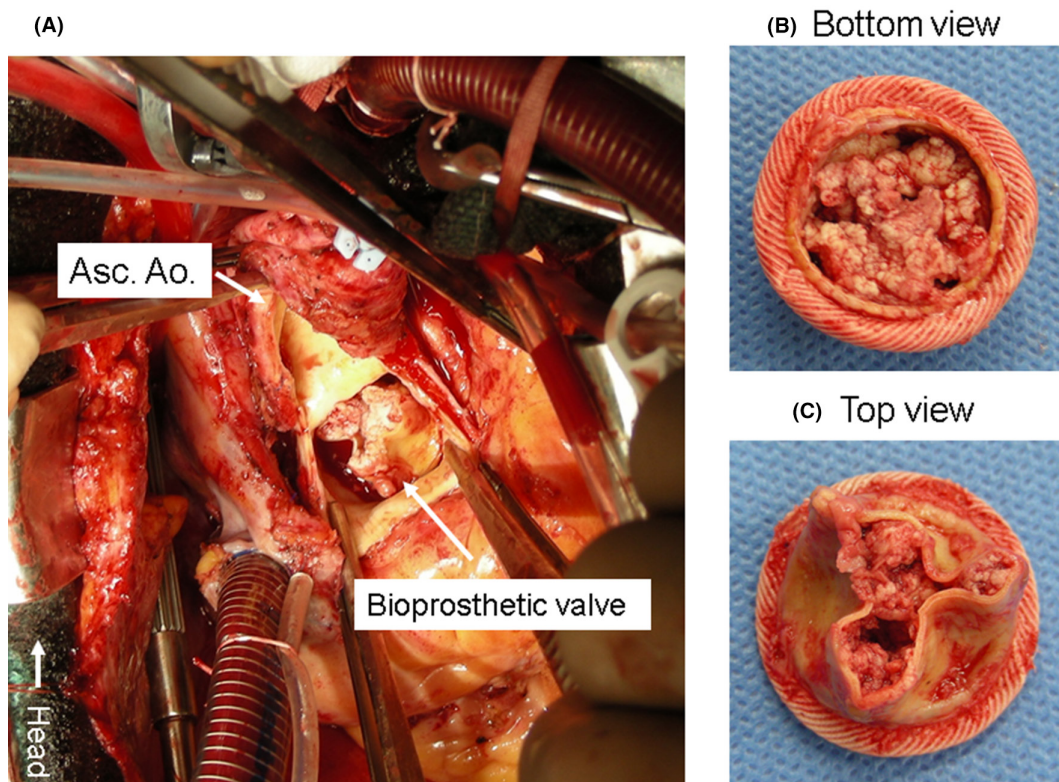 (A)
Asc. Ao.
Bioprosthetic valve
Head
(B) Bottom view
(C) Top view